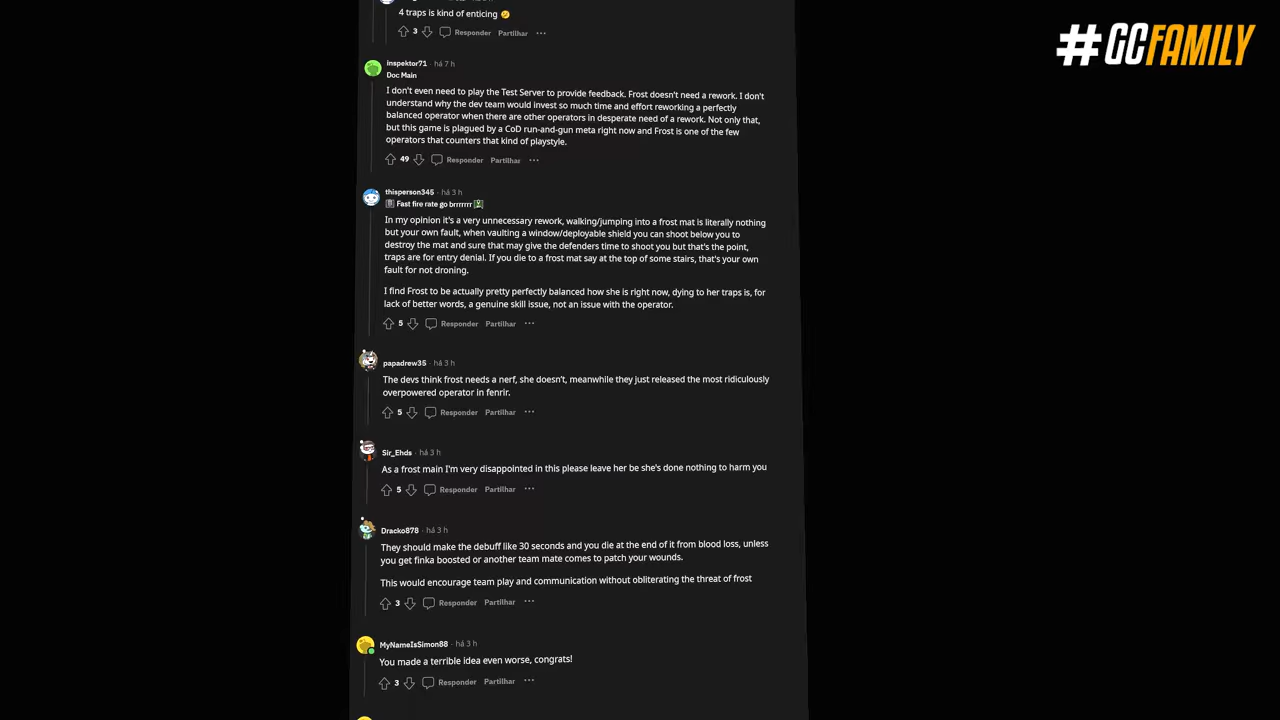 #GCFAMILY
4 traps is kind of enticing 🤔
3 Responder Partilhar ...
inspektor71 · há 7 h
Doc Main
I don't even need to play the Test Server to provide feedback. Frost doesn't need a rework. I don't
understand why the dev team would invest so much time and effort reworking a perfectly
balanced operator when there are other operators in desperate need of a rework. Not only that,
but this game is plagued by a CoD run-and-gun meta right now and Frost is one of the few
operators that counters that kind of playstyle.
49 Responder Partilhar ...
thisperson345 · há 3 h
Fast fire rate go brrrrrrr
In my opinion it's a very unnecessary rework, walking/jumping into a frost mat is literally nothing
but your own fault, when vaulting a window/deployable shield you can shoot below you to
destroy the mat and sure that may give the defenders time to shoot you but that's the point,
traps are for entry denial. If you die to a frost mat say at the top of some stairs, that's your own
fault for not droning.
I find Frost to be actually pretty perfectly balanced how she is right now, dying to her traps is, for
lack of better words, a genuine skill issue, not an issue with the operator.
5 Responder Partilhar ...
papadrew35 · há 3 h
The devs think frost needs a nerf, she doesn't, meanwhile they just released the most ridiculously
overpowered operator in fenrir.
5 Responder Partilhar ...
Sir_Ehds · há 3 h
As a frost main I'm very disappointed in this please leave her be she's done nothing to harm you
5 Responder Partilhar ...
Dracko878 · há 3 h
They should make the debuff like 30 seconds and you die at the end of it from blood loss, unless
you get finka boosted or another team mate comes to patch your wounds.
This would encourage team play and communication without obliterating the threat of frost
3 Responder Partilhar ...
MyNameIsSimon88 · há 3 h
You made a terrible idea even worse, congrats!
3 Responder Partilhar ...